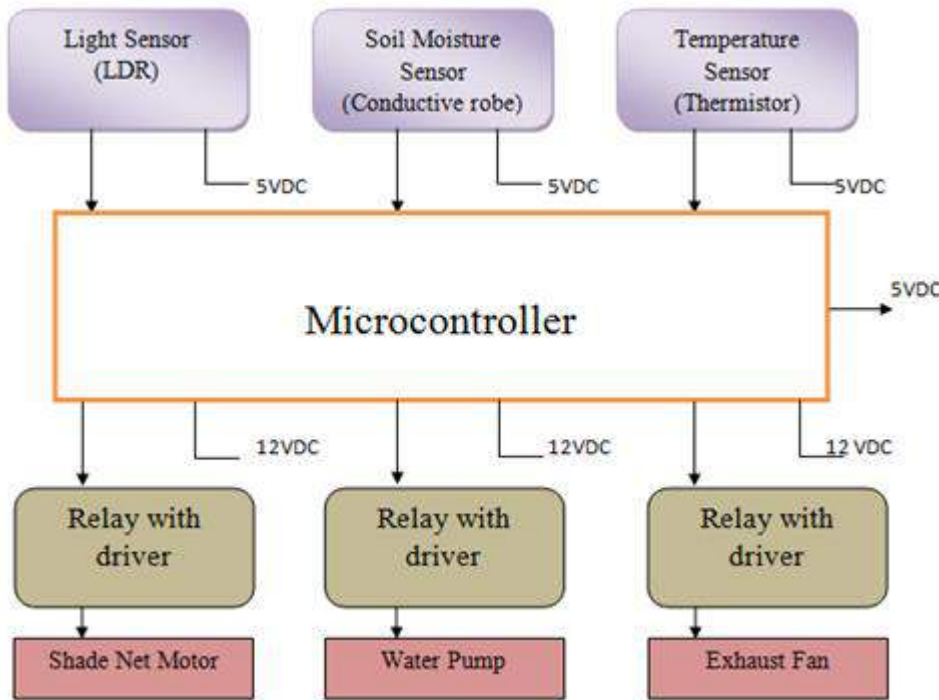 Light Sensor
(LDR)
Soil Moisture
Sensor
(Conductive robe)
Temperature
Sensor
(Thermistor)
5VDC
5VDC
5VDC
Microcontroller
5VDC
12VDC
12VDC
12 VDC
Relay with
driver
Relay with
driver
Relay with
driver
Shade Net Motor
Water Pump
Exhaust Fan